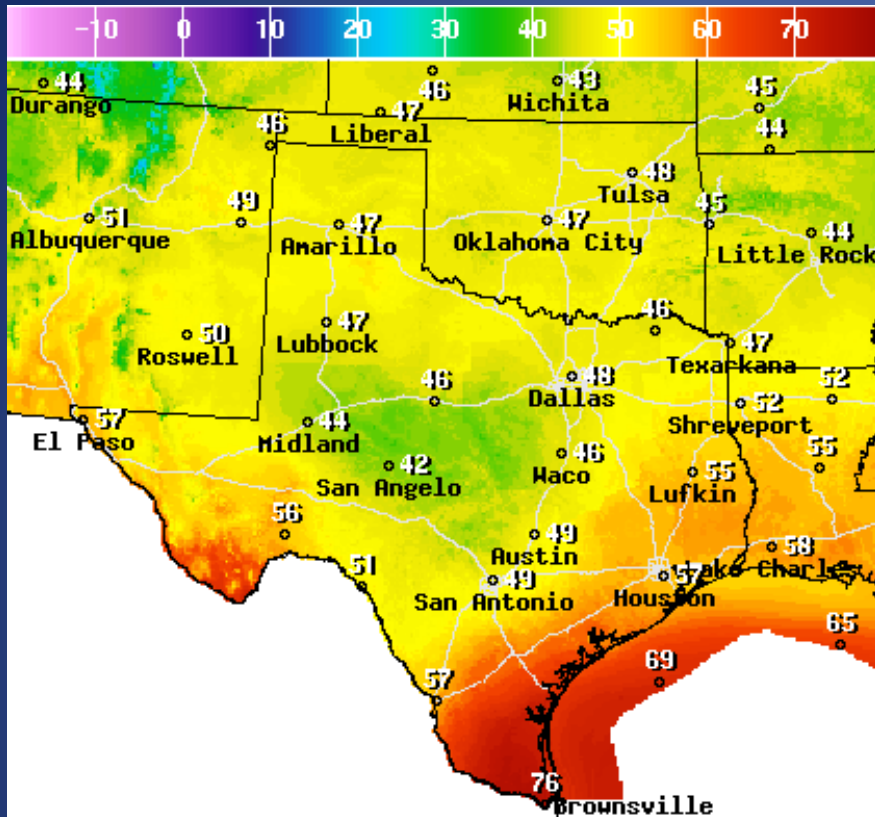 -10 0 10 20 30 40 50 60 70
44
Durango
46
43
Wichita
45
47
Liberal
46
44
48
Tulsa
51
Albuquerque
49
47
Amarillo
47
Oklahoma City
45
44
Little Rock
50
Roswell
47
Lubbock
46
47
Texarkana
48
Dallas
46
52
Shreveport
52
57
El Paso
44
Midland
42
San Angelo
46
Waco
55
Lufkin
55
56
49
Austin
58
Lake Charles
51
49
San Antonio
57
Houston
65
69
57
76
Brownsville